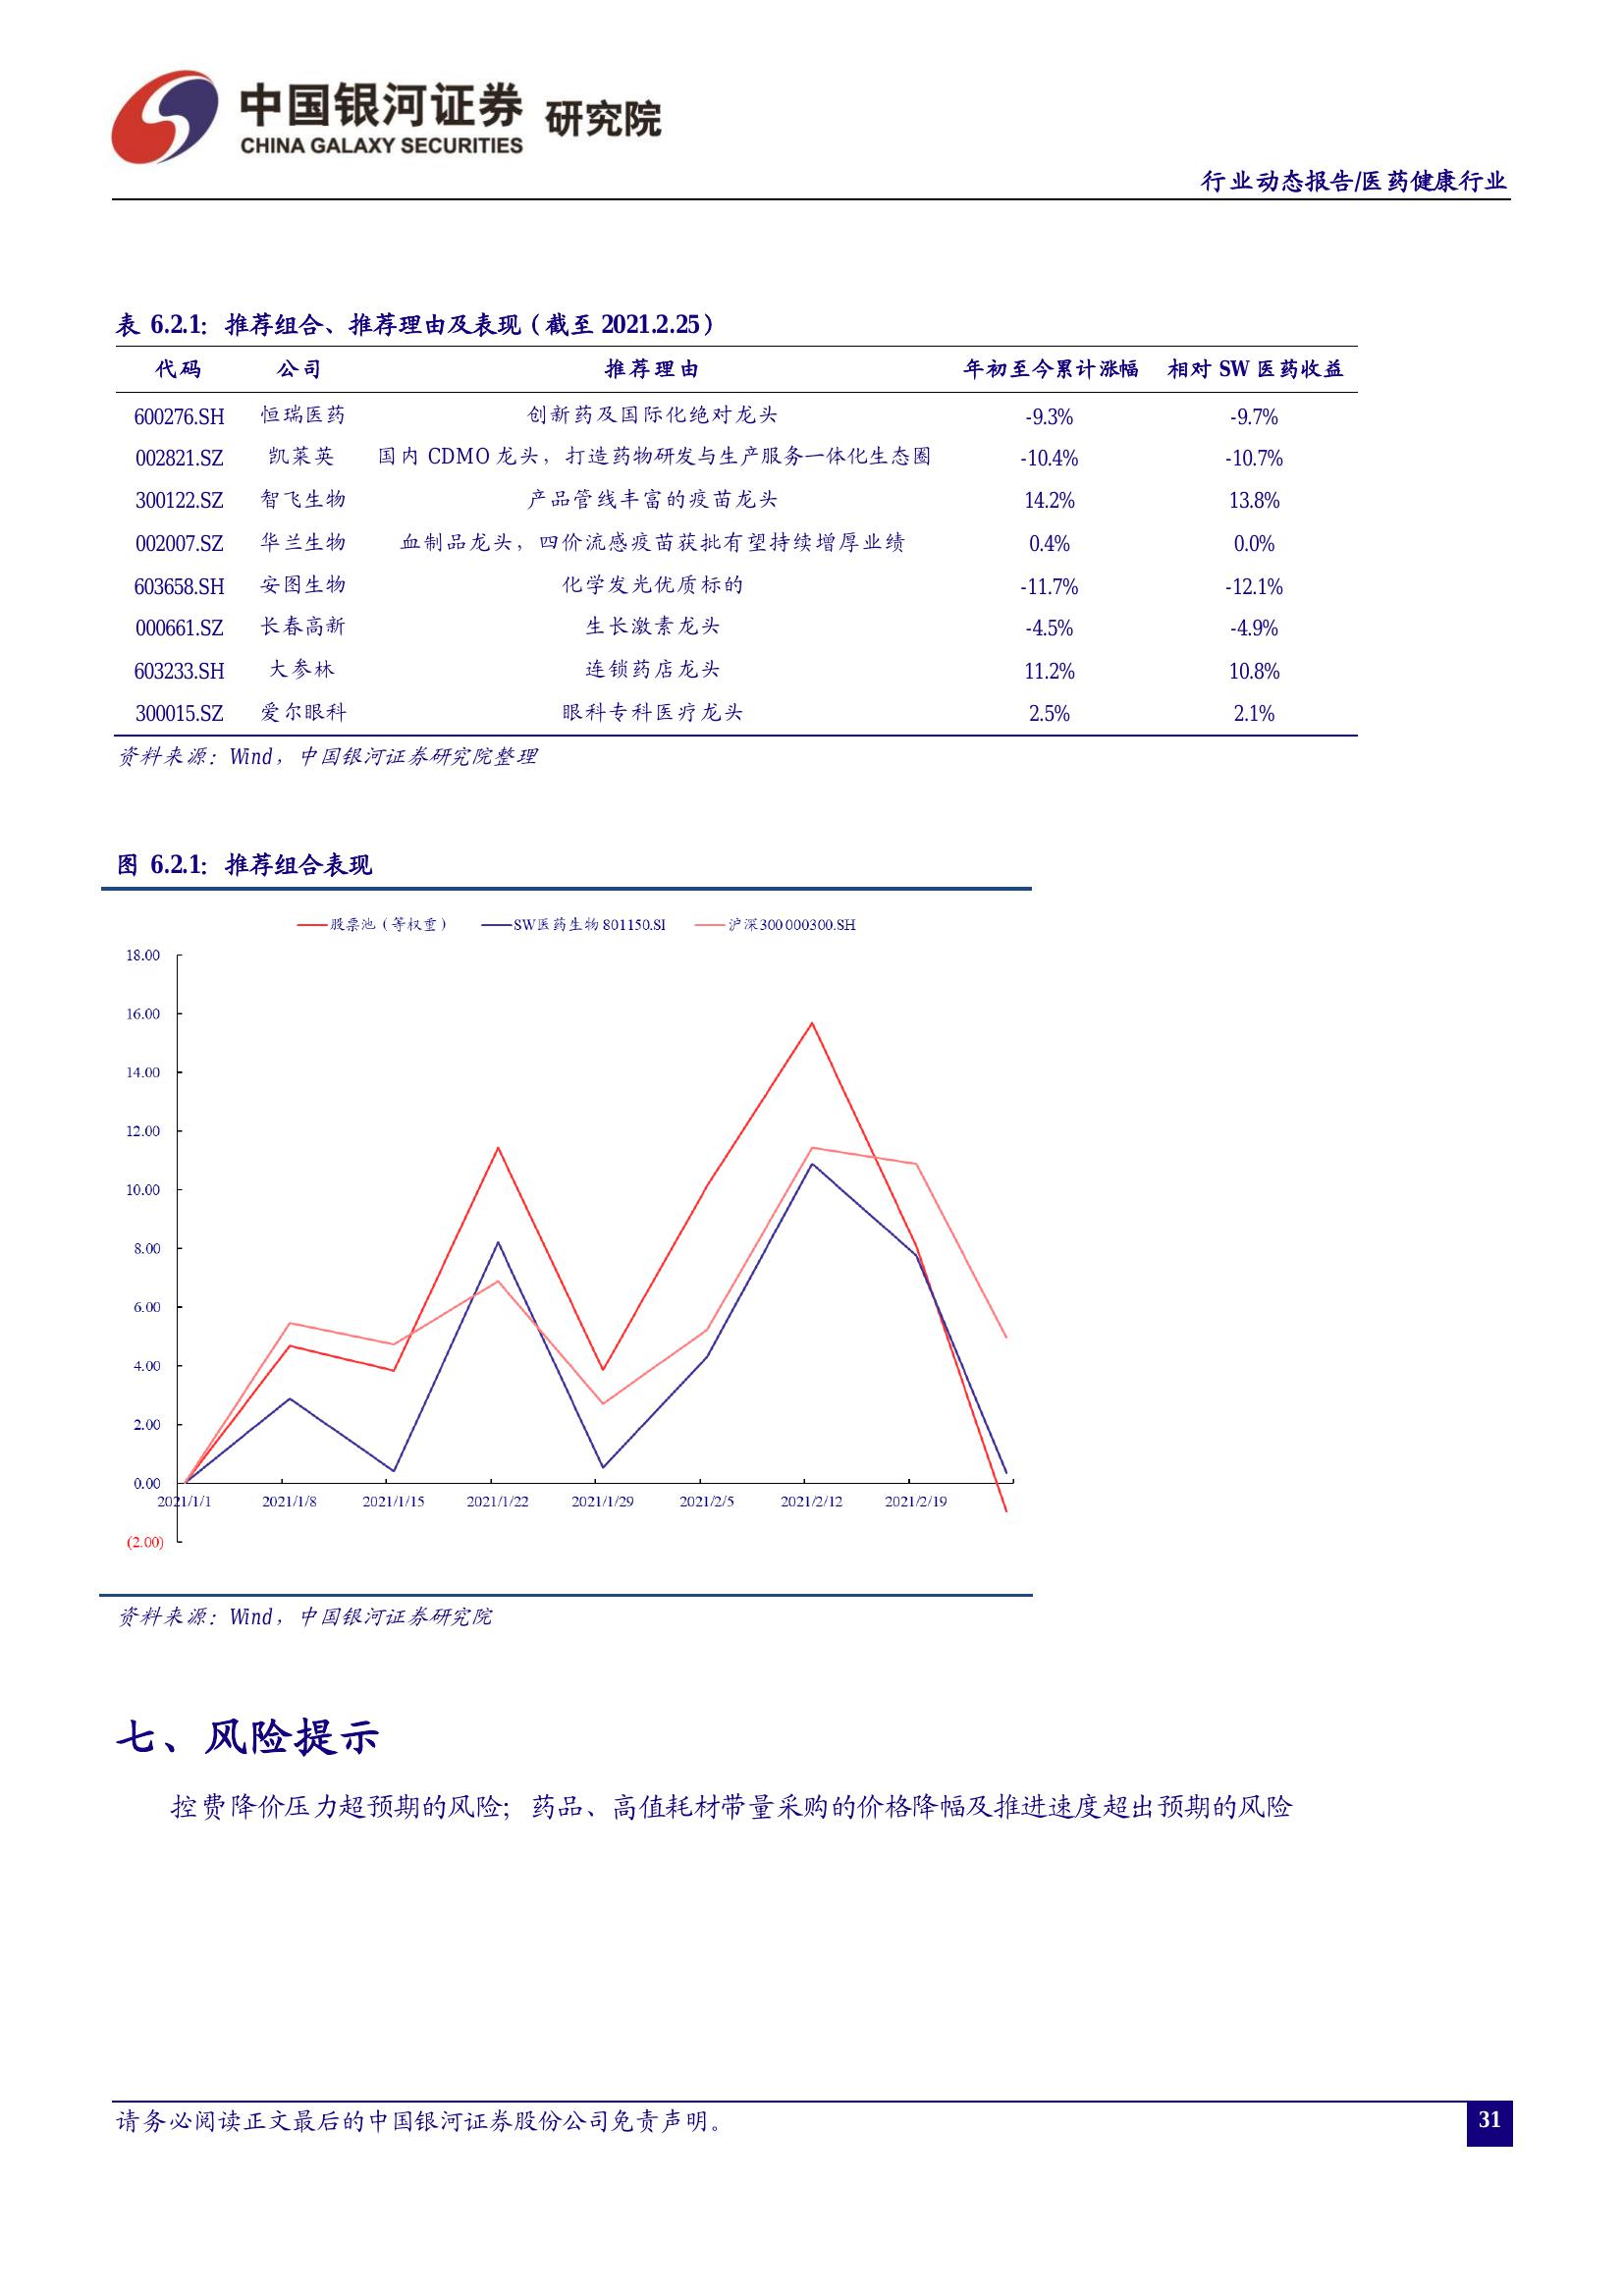 中国银河证券 研究院
CHINA GALAXY SECURITIES
行业动态报告/医药健康行业
表 6.2.1：推荐组合、推荐理由及表现（截至 2021.2.25）
代码 公司 推荐理由 年初至今累计涨幅 相对 SW 医药收益
600276.SH 恒瑞医药 创新药及国际化绝对龙头 -9.3% -9.7%
002821.SZ 凯莱英 国内 CDMO 龙头，打造药物研发与生产服务一体化生态圈 -10.4% -10.7%
300122.SZ 智飞生物 产品管线丰富的疫苗龙头 14.2% 13.8%
002007.SZ 华兰生物 血制品龙头，四价流感疫苗获批有望持续增厚业绩 0.4% 0.0%
603658.SH 安图生物 化学发光优质标的 -11.7% -12.1%
000661.SZ 长春高新 生长激素龙头 -4.5% -4.9%
603233.SH 大参林 连锁药店龙头 11.2% 10.8%
300015.SZ 爱尔眼科 眼科专科医疗龙头 2.5% 2.1%
资料来源：Wind，中国银河证券研究院整理
图 6.2.1：推荐组合表现
股票池（等权重） SW医药生物 801150.SI 沪深300 000300.SH
18.00
16.00
14.00
12.00
10.00
8.00
6.00
4.00
2.00
0.00
2021/1/1 2021/1/8 2021/1/15 2021/1/22 2021/1/29 2021/2/5 2021/2/12 2021/2/19
(2.00)
资料来源：Wind，中国银河证券研究院
七、风险提示
控费降价压力超预期的风险；药品、高值耗材带量采购的价格降幅及推进速度超出预期的风险
请务必阅读正文最后的中国银河证券股份公司免责声明。
31